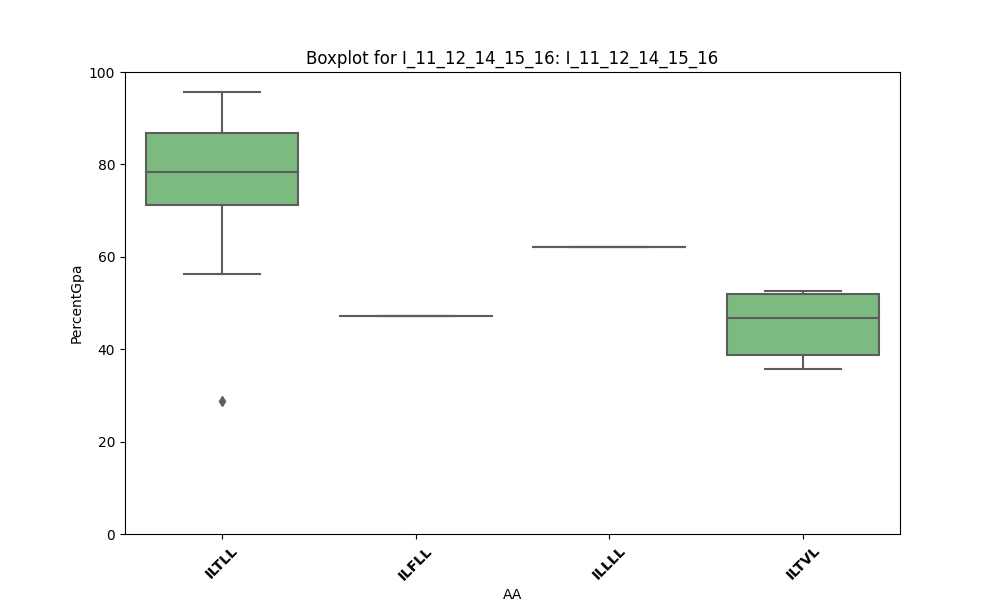 Boxplot for I_11_12_14_15_16: I_11_12_14_15_16
100
80
60
40
20
0
PercentGpa
ILTLL
ILFLL
ILLLL
ILTVL
AA